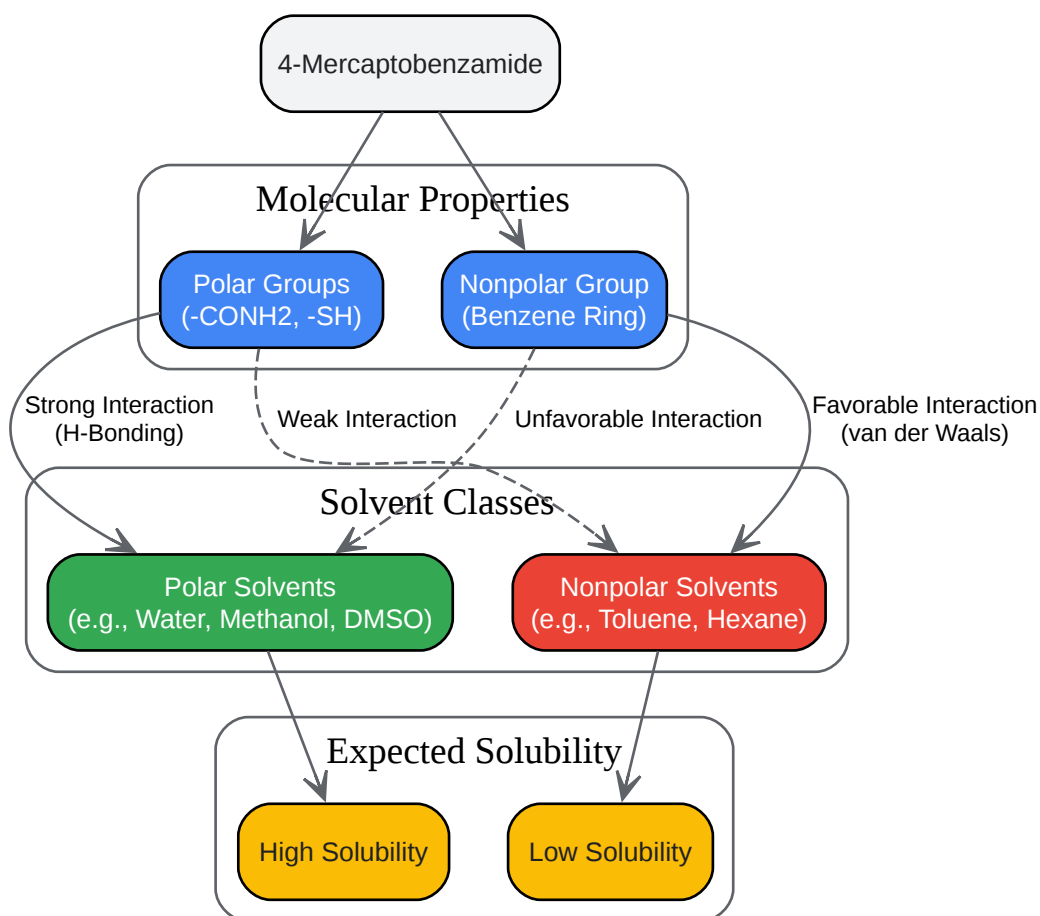 4-Mercaptobenzamide
Molecular Properties
Polar Groups
(-CONH2, -SH)
Nonpolar Group
(Benzene Ring)
Strong Interaction
(H-Bonding)
Weak Interaction
Unfavorable Interaction
Favorable Interaction
(van der Waals)
Solvent Classes
Polar Solvents
(e.g., Water, Methanol, DMSO)
Nonpolar Solvents
(e.g., Toluene, Hexane)
Expected Solubility
High Solubility
Low Solubility